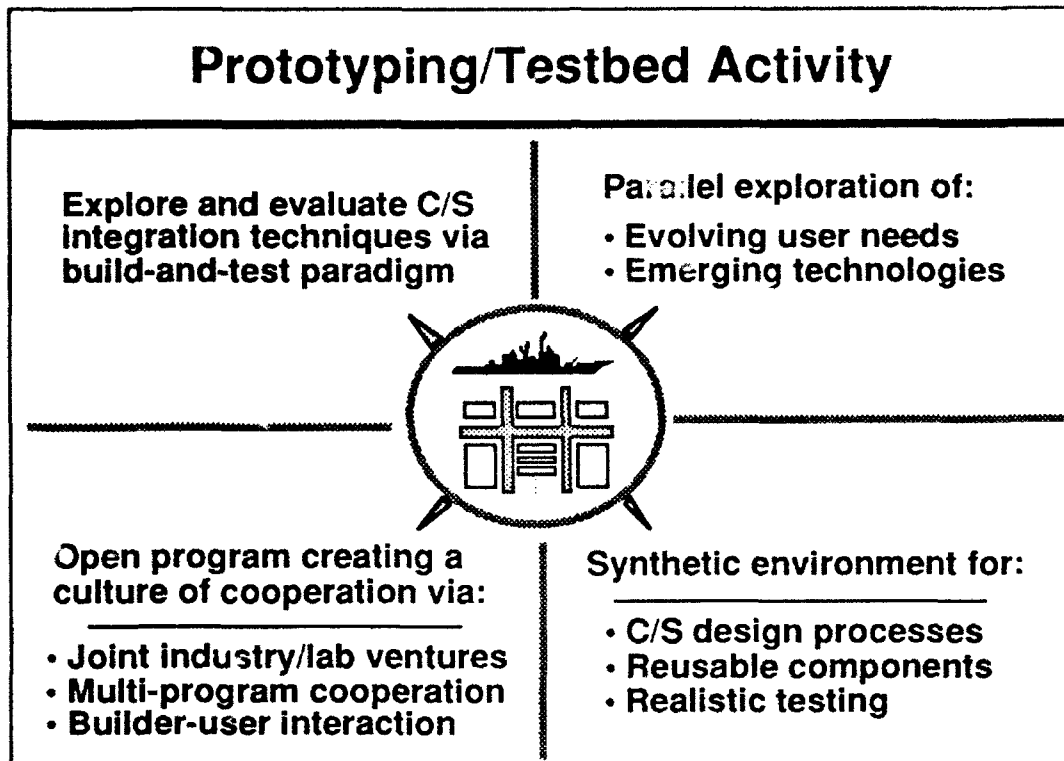 Prototyping/Testbed Activity
Explore and evaluate C/S
integration techniques via
build-and-test paradigm
Parallel exploration of:
• Evolving user needs
• Emerging technologies
Open program creating a
culture of cooperation via:
• Joint industry/lab ventures
• Multi-program cooperation
• Builder-user interaction
Synthetic environment for:
• C/S design processes
• Reusable components
• Realistic testing